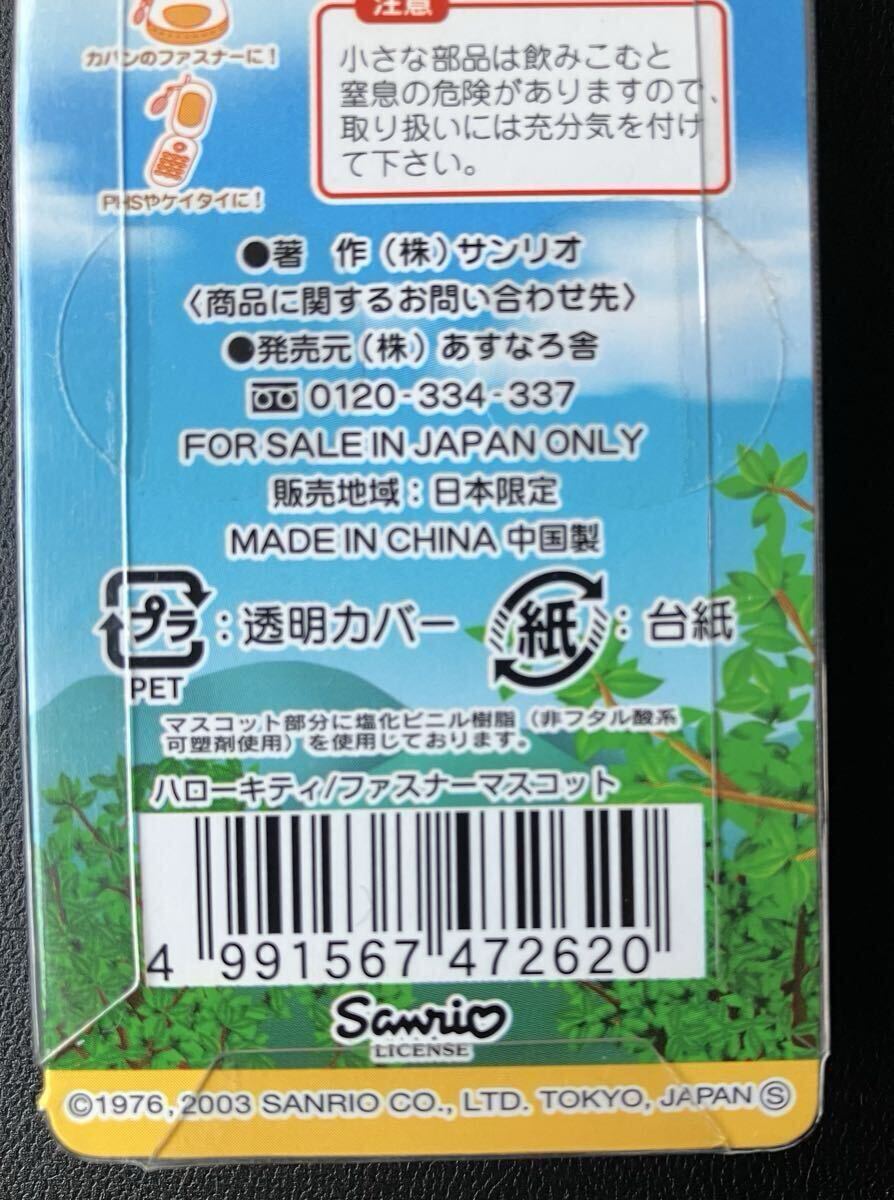 カバンのファスナーに！
PHSやケイタイに！
注意
小さな部品は飲みこむと
窒息の危険がありますので、
取り扱いには充分気を付け
て下さい。
●著　作（株）サンリオ
〈商品に関するお問い合わせ先〉
●発売元（株）あすなろ舎
0120-334-337
FOR SALE IN JAPAN ONLY
販売地域：日本限定
MADE IN CHINA 中国製
プラ：透明カバー 紙：台紙
PET
マスコット部分に塩化ビニル樹脂（非フタル酸系
可塑剤使用）を使用しております。
ハローキティ/ファスナーマスコット
4 991567 472620
Sanrio
LICENSE
©1976, 2003 SANRIO CO., LTD. TOKYO, JAPAN Ⓢ